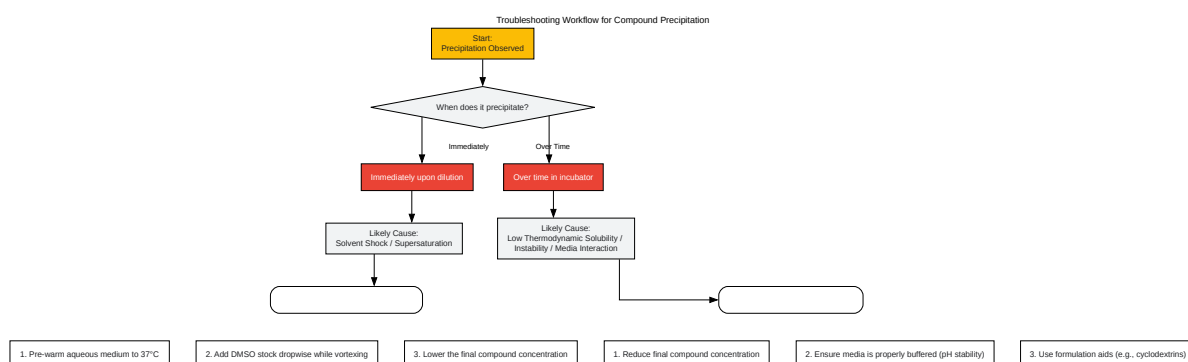 Troubleshooting Workflow for Compound Precipitation
Start:
Precipitation Observed
When does it precipitate?
Immediately
Over Time
Immediately upon dilution
Over time in incubator
Likely Cause:
Solvent Shock / Supersaturation
Likely Cause:
Low Thermodynamic Solubility /
Instability / Media Interaction
1. Pre-warm aqueous medium to 37°C
2. Add DMSO stock dropwise while vortexing
3. Lower the final compound concentration
1. Reduce final compound concentration
2. Ensure media is properly buffered (pH stability)
3. Use formulation aids (e.g., cyclodextrins)